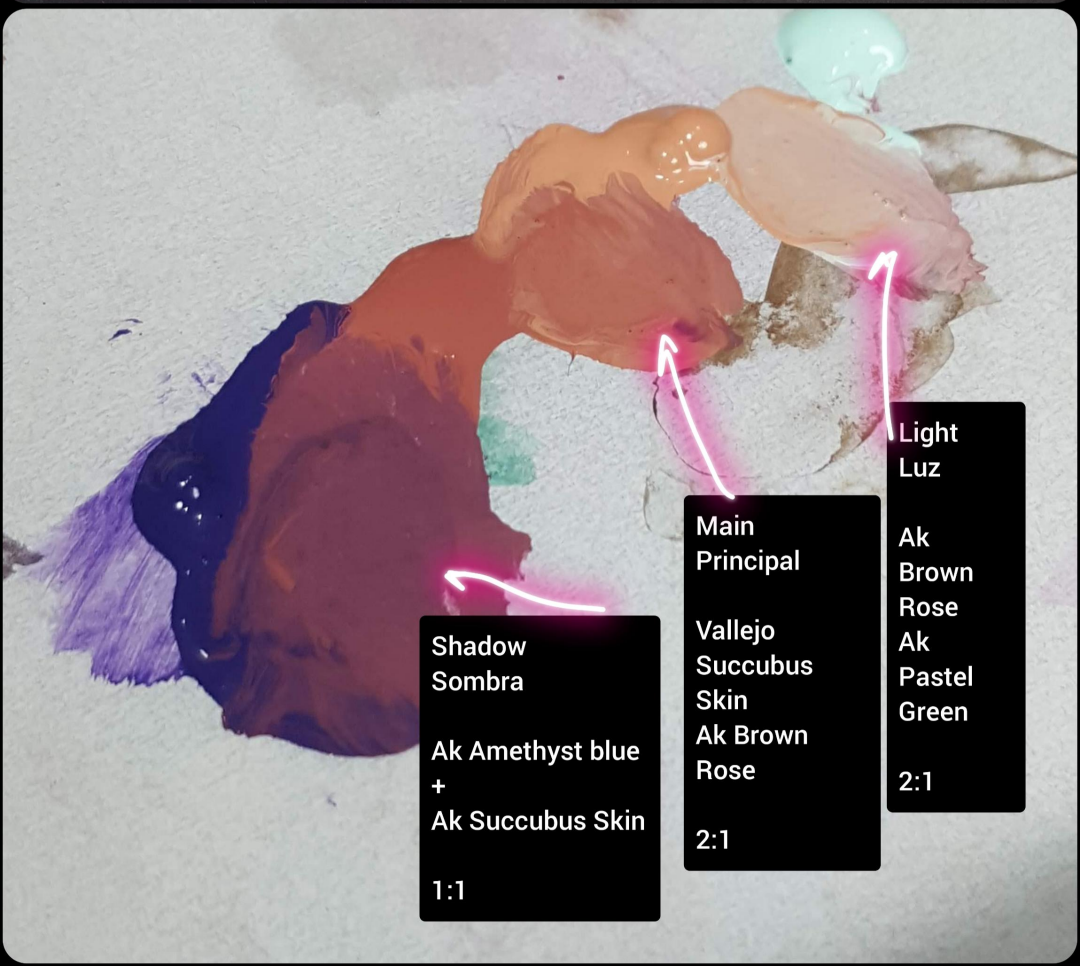 Shadow
Sombra
Ak Amethyst blue
+
Ak Succubus Skin
1:1
Main
Principal
Vallejo
Succubus
Skin
Ak Brown
Rose
2:1
Light
Luz
Ak
Brown
Rose
Ak
Pastel
Green
2:1